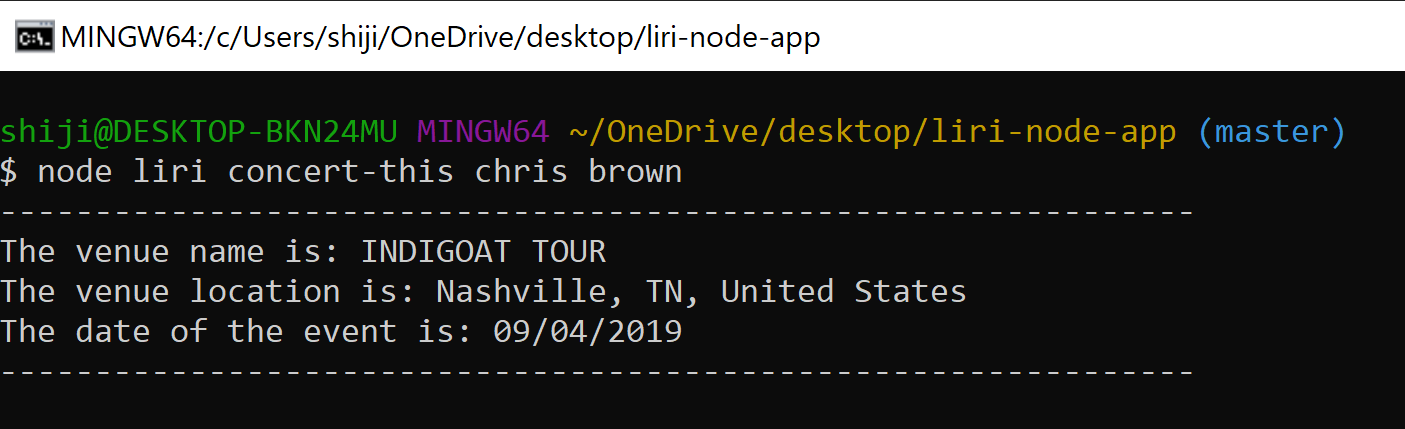 MINGW64:/c/Users/shiji/OneDrive/desktop/liri-node-app
shiji@DESKTOP-BKN24MU MINGW64 ~/OneDrive/desktop/liri-node-app (master)
$ node liri concert-this chris brown
---------------------------------------------------------------
The venue name is: INDIGOAT TOUR
The venue location is: Nashville, TN, United States
The date of the event is: 09/04/2019
---------------------------------------------------------------